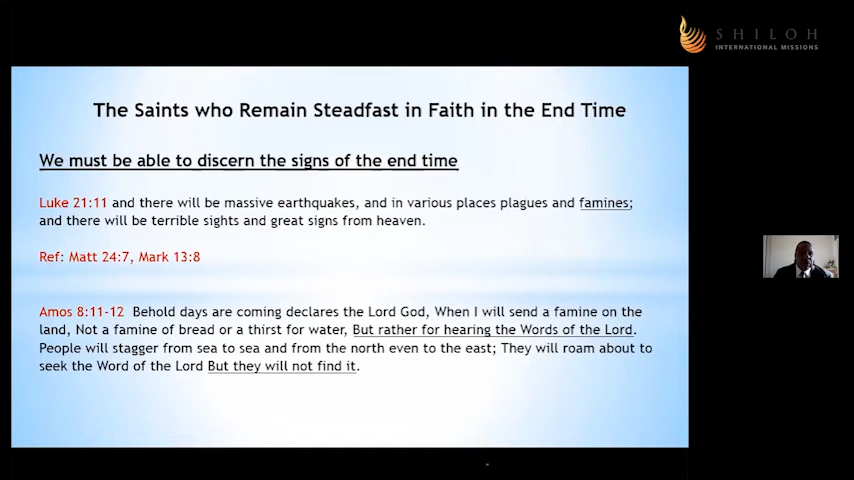 SHILOH
INTERNATIONAL MISSIONS
The Saints who Remain Steadfast in Faith in the End Time
We must be able to discern the signs of the end time
Luke 21:11 and there will be massive earthquakes, and in various places plagues and famines;
and there will be terrible sights and great signs from heaven.
Ref: Matt 24:7, Mark 13:8
Amos 8:11-12 Behold days are coming declares the Lord God, When I will send a famine on the
land, Not a famine of bread or a thirst for water, But rather for hearing the Words of the Lord.
People will stagger from sea to sea and from the north even to the east; They will roam about to
seek the Word of the Lord But they will not find it.